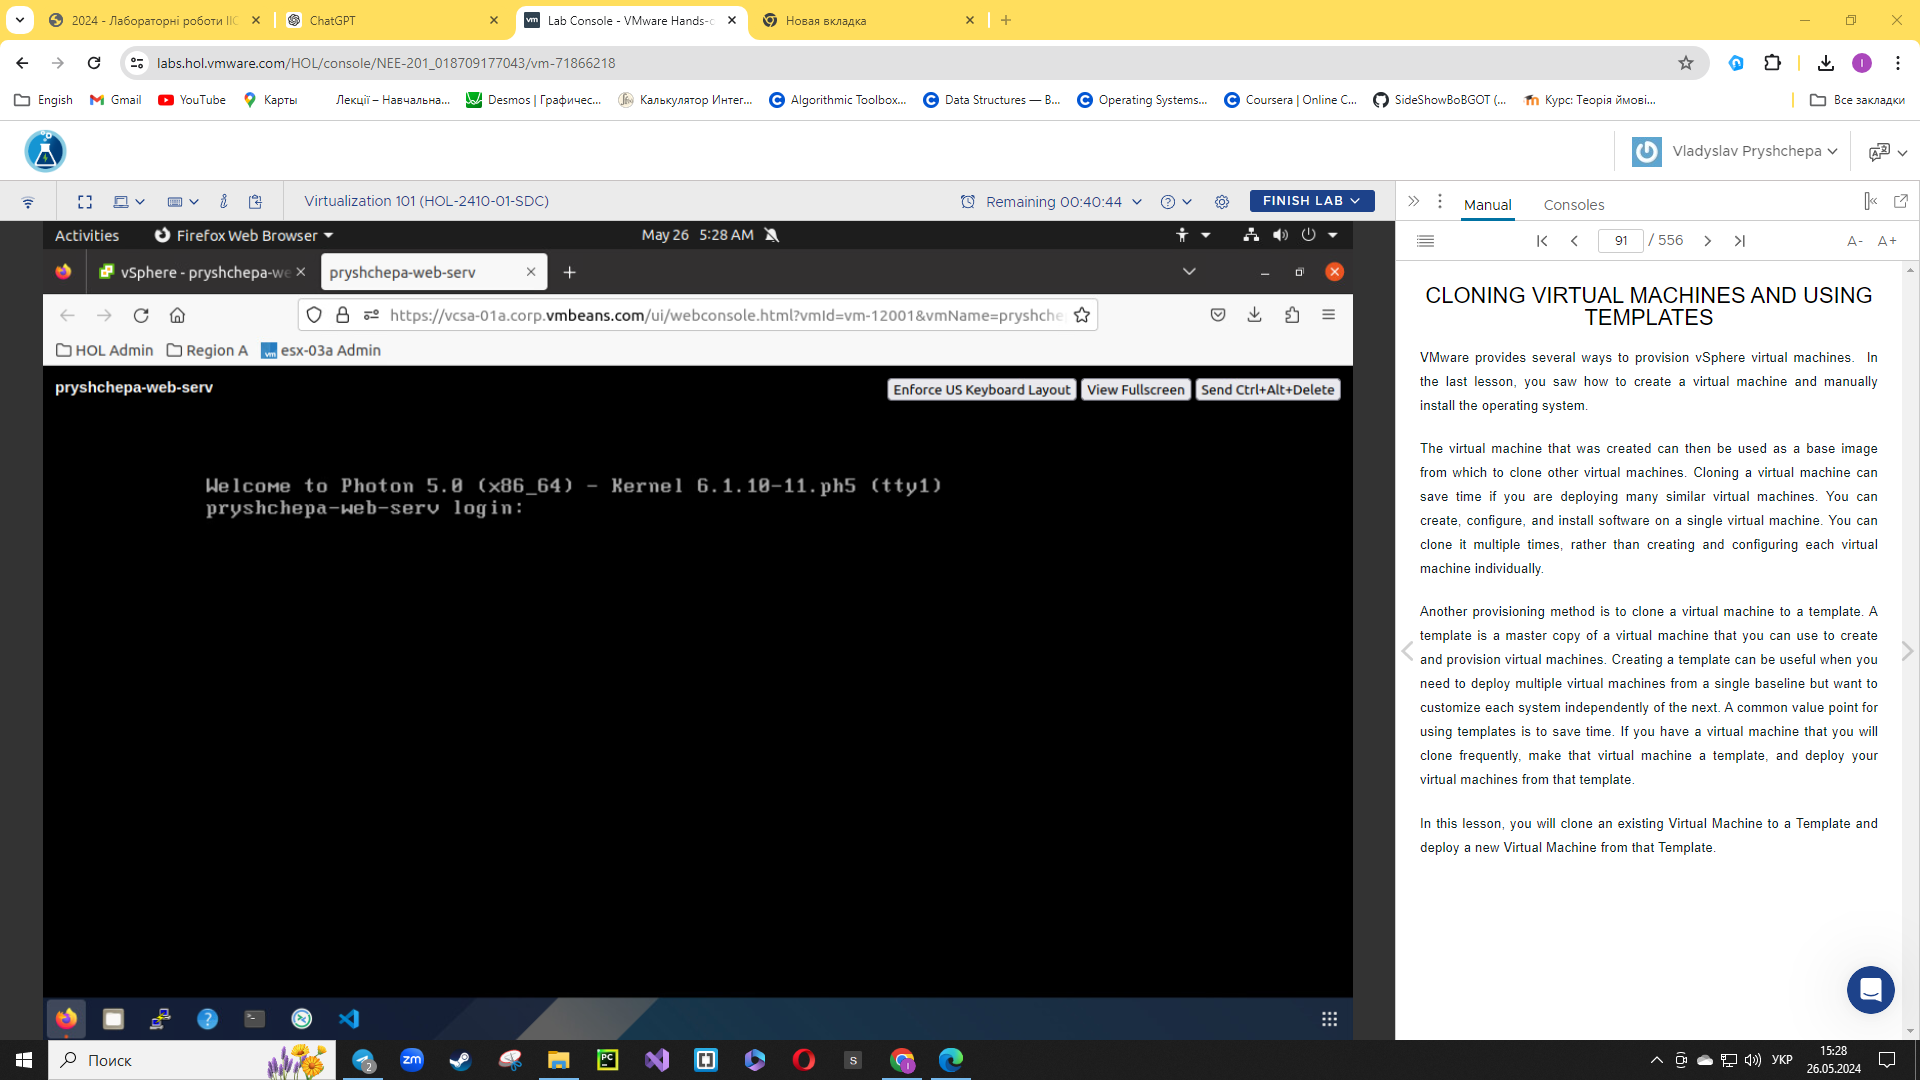 2024 - Лабораторні роботи ІІС
ChatGPT
Lab Console - VMware Hands-o
Новая вкладка
labs.hol.vmware.com/HOL/console/NEE-201_018709177043/vm-71866218
Engish
Gmail
YouTube
Карты
Лекції – Навчальна...
Desmos | Графичес...
Калькулятор Интег...
Algorithmic Toolbox...
Data Structures — В...
Operating Systems...
Coursera | Online C...
SideShowBoBGOT (...
Курс: Теорія ймові...
Все закладки
Vladyslav Pryshchepa
Virtualization 101 (HOL-2410-01-SDC)
Remaining 00:40:44
FINISH LAB
Manual
Consoles
91 / 556
A- A+
Activities
Firefox Web Browser
May 26 5:28 AM
vSphere - pryshchepa-we
pryshchepa-web-serv
https://vcsa-01a.corp.vmbeans.com/ui/webconsole.html?vmId=vm-12001&vmName=pryshche
HOL Admin
Region A
esx-03a Admin
pryshchepa-web-serv
Enforce US Keyboard Layout
View Fullscreen
Send Ctrl+Alt+Delete
Welcome to Photon 5.0 (x86_64) - Kernel 6.1.10-11.ph5 (tty1)
pryshchepa-web-serv login:
CLONING VIRTUAL MACHINES AND USING
TEMPLATES
VMware provides several ways to provision vSphere virtual machines. In
the last lesson, you saw how to create a virtual machine and manually
install the operating system.
The virtual machine that was created can then be used as a base image
from which to clone other virtual machines. Cloning a virtual machine can
save time if you are deploying many similar virtual machines. You can
create, configure, and install software on a single virtual machine. You can
clone it multiple times, rather than creating and configuring each virtual
machine individually.
Another provisioning method is to clone a virtual machine to a template. A
template is a master copy of a virtual machine that you can use to create
and provision virtual machines. Creating a template can be useful when you
need to deploy multiple virtual machines from a single baseline but want to
customize each system independently of the next. A common value point for
using templates is to save time. If you have a virtual machine that you will
clone frequently, make that virtual machine a template, and deploy your
virtual machines from that template.
In this lesson, you will clone an existing Virtual Machine to a Template and
deploy a new Virtual Machine from that Template.
Поиск
УКР
15:28
26.05.2024